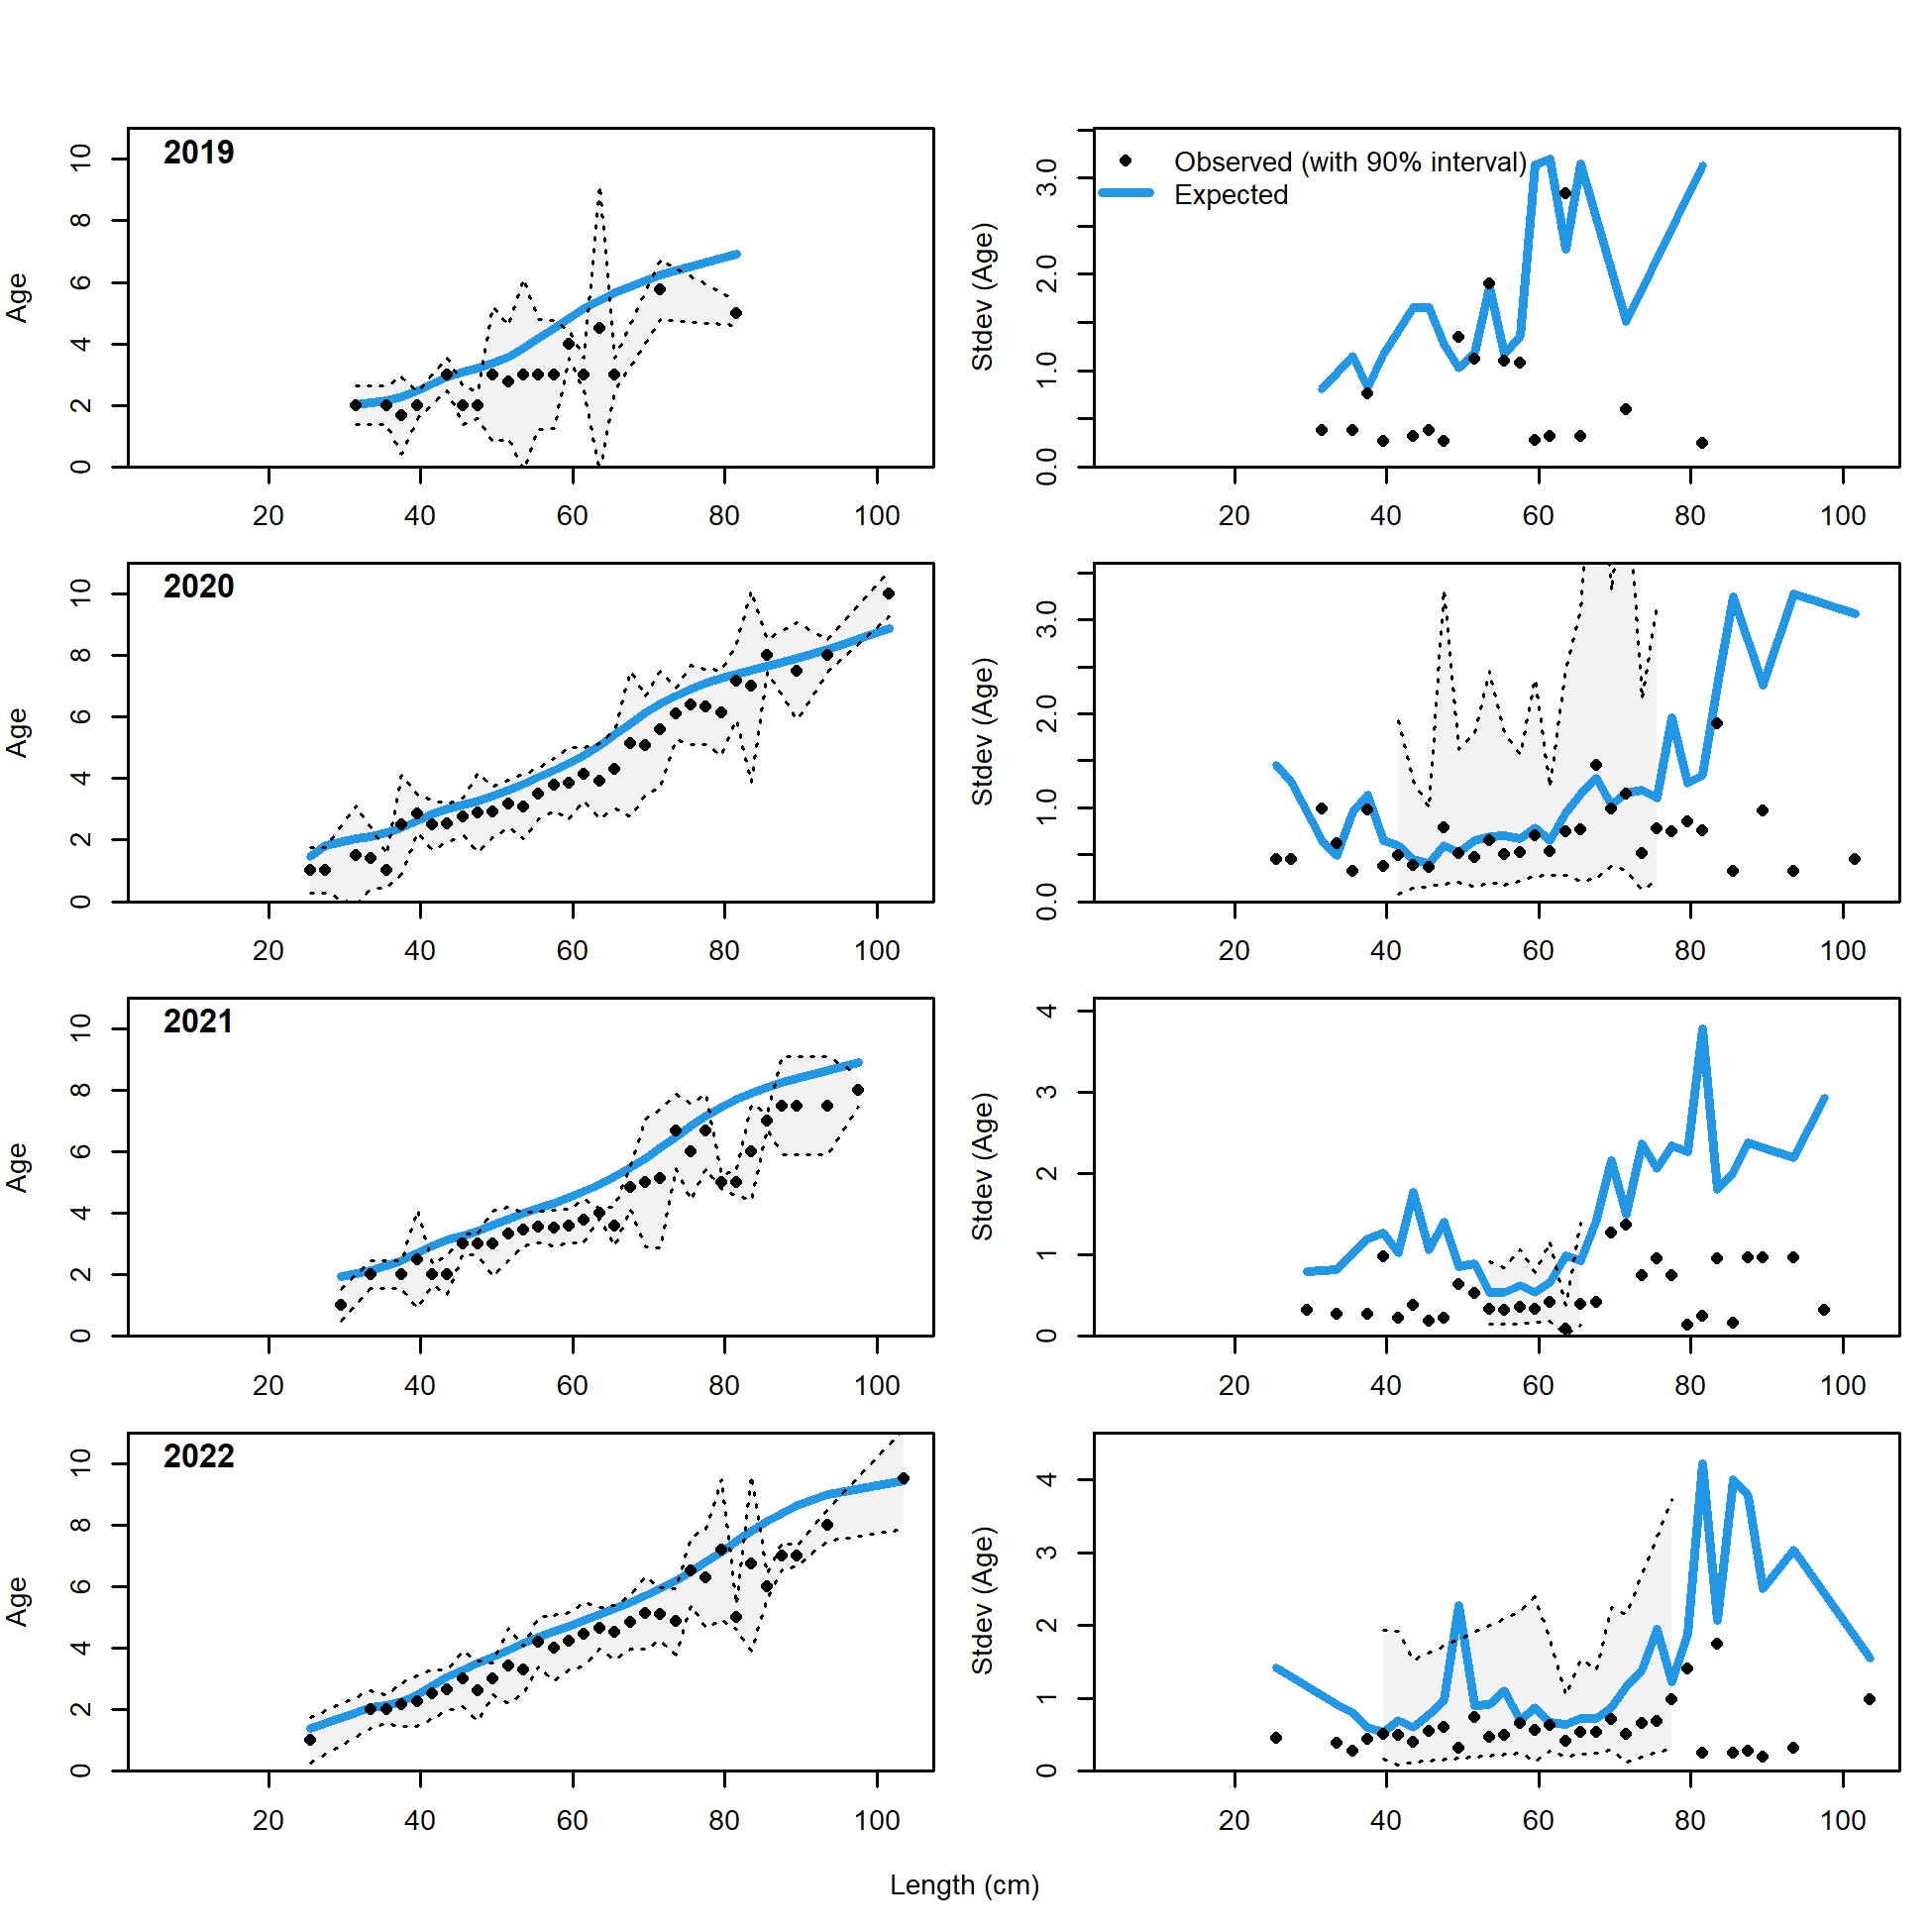 2019
Age
0 2 4 6 8 10
20 40 60 80 100
Observed (with 90% interval)
Expected
Stdev (Age)
0.0 1.0 2.0 3.0
20 40 60 80 100
2020
Age
0 2 4 6 8 10
20 40 60 80 100
Stdev (Age)
0.0 1.0 2.0 3.0
20 40 60 80 100
2021
Age
0 2 4 6 8 10
20 40 60 80 100
Stdev (Age)
0 1 2 3 4
20 40 60 80 100
2022
Age
0 2 4 6 8 10
20 40 60 80 100
Stdev (Age)
0 1 2 3 4
20 40 60 80 100
Length (cm)